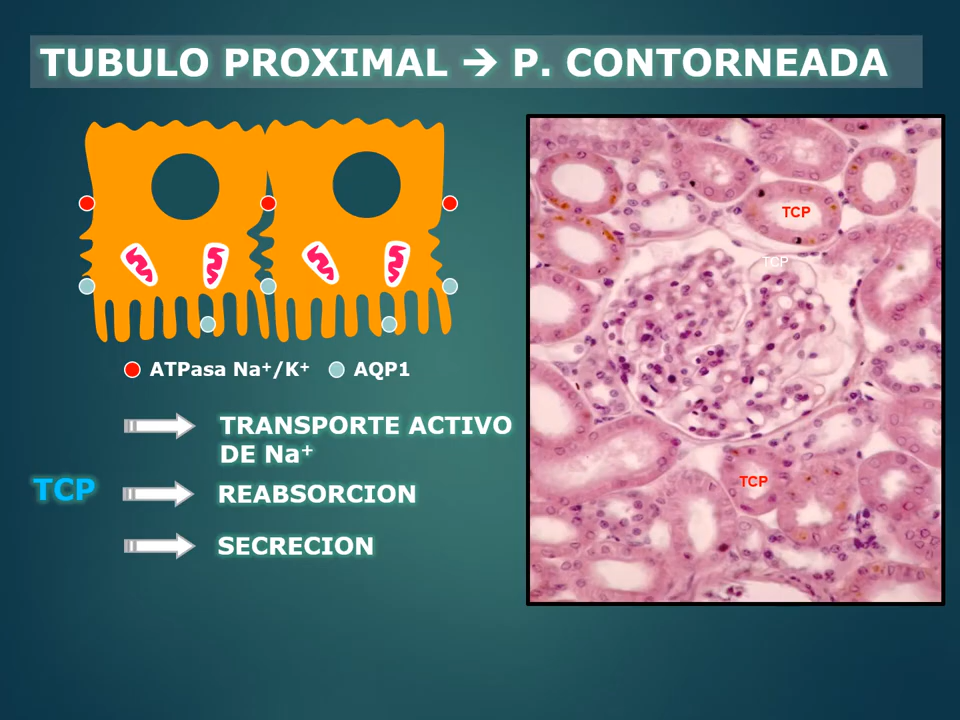 TUBULO PROXIMAL → P. CONTORNEADA
TCP
TCP
ATPasa Na⁺/K⁺ AQP1
TRANSPORTE ACTIVO
DE Na⁺
TCP
REABSORCION
TCP
SECRECION